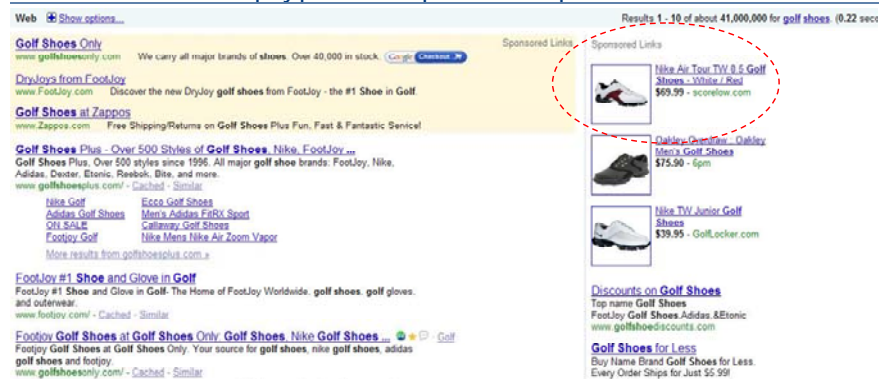 Web Show options...
Results 1 - 10 of about 41,000,000 for golf shoes. (0.22 seco
Golf Shoes Only
www.golfshoesonly.com We carry all major brands of shoes. Over 40,000 in stock. Google Checkout
Sponsored Links
DryJoys from FootJoy
www.FootJoy.com Discover the new DryJoy golf shoes from FootJoy - the #1 Shoe in Golf.
Golf Shoes at Zappos
www.Zappos.com Free Shipping/Returns on Golf Shoes Plus Fun, Fast & Fantastic Service!
Golf Shoes Plus - Over 500 Styles of Golf Shoes, Nike, FootJoy ...
Golf Shoes Plus, Over 500 styles since 1996. All major golf shoe brands: FootJoy, Nike,
Adidas, Dexter, Etonic, Reebok, Bite, and more.
www.golfshoesplus.com/ - Cached - Similar
Nike Golf Ecco Golf Shoes
Adidas Golf Shoes Men's Adidas FitRX Sport
ON SALE Callaway Golf Shoes
Footjoy Golf Nike Mens Nike Air Zoom Vapor
More results from golfshoesplus.com »
FootJoy #1 Shoe and Glove in Golf
FootJoy #1 Shoe and Glove in Golf- The Home of FootJoy Worldwide. golf shoes. golf gloves.
and outerwear.
www.footjoy.com/ - Cached - Similar
Footjoy Golf Shoes at Golf Shoes Only: Golf Shoes, Nike Golf Shoes ... - Golf
Footjoy Golf Shoes at Golf Shoes Only. Your source for golf shoes, nike golf shoes, adidas
golf shoes and footjoy.
www.golfshoesonly.com/ - Cached - Similar
Sponsored Links
Nike Air Tour TW 8.5 Golf
Shoes - White / Red
$69.99 - scorelow.com
Oakley Overdraw : Oakley
Men's Golf Shoes
$75.90 - 6pm
Nike TW Junior Golf
Shoes
$39.95 - GolfLocker.com
Discounts on Golf Shoes
Top name Golf Shoes
FootJoy Golf Shoes.Adidas.&Etonic
www.golfshoediscounts.com
Golf Shoes for Less
Buy Name Brand Golf Shoes for Less.
Every Order Ships for Just $5.99!